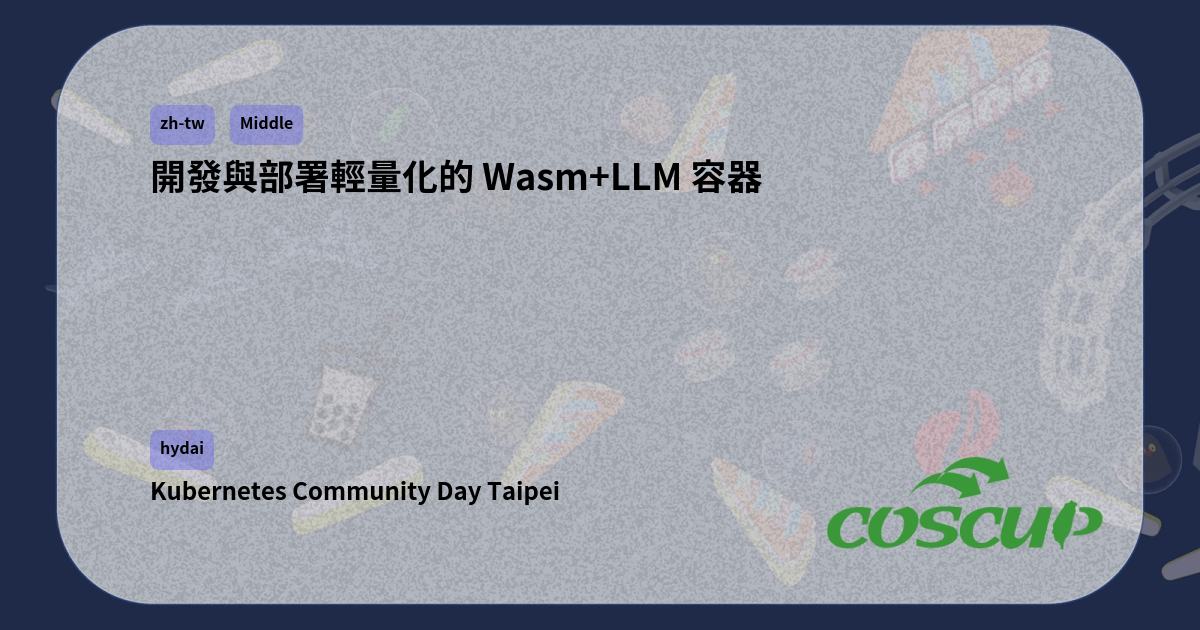 zh-tw Middle
開發與部署輕量化的 Wasm+LLM 容器
hydai
Kubernetes Community Day Taipei
COSCUP